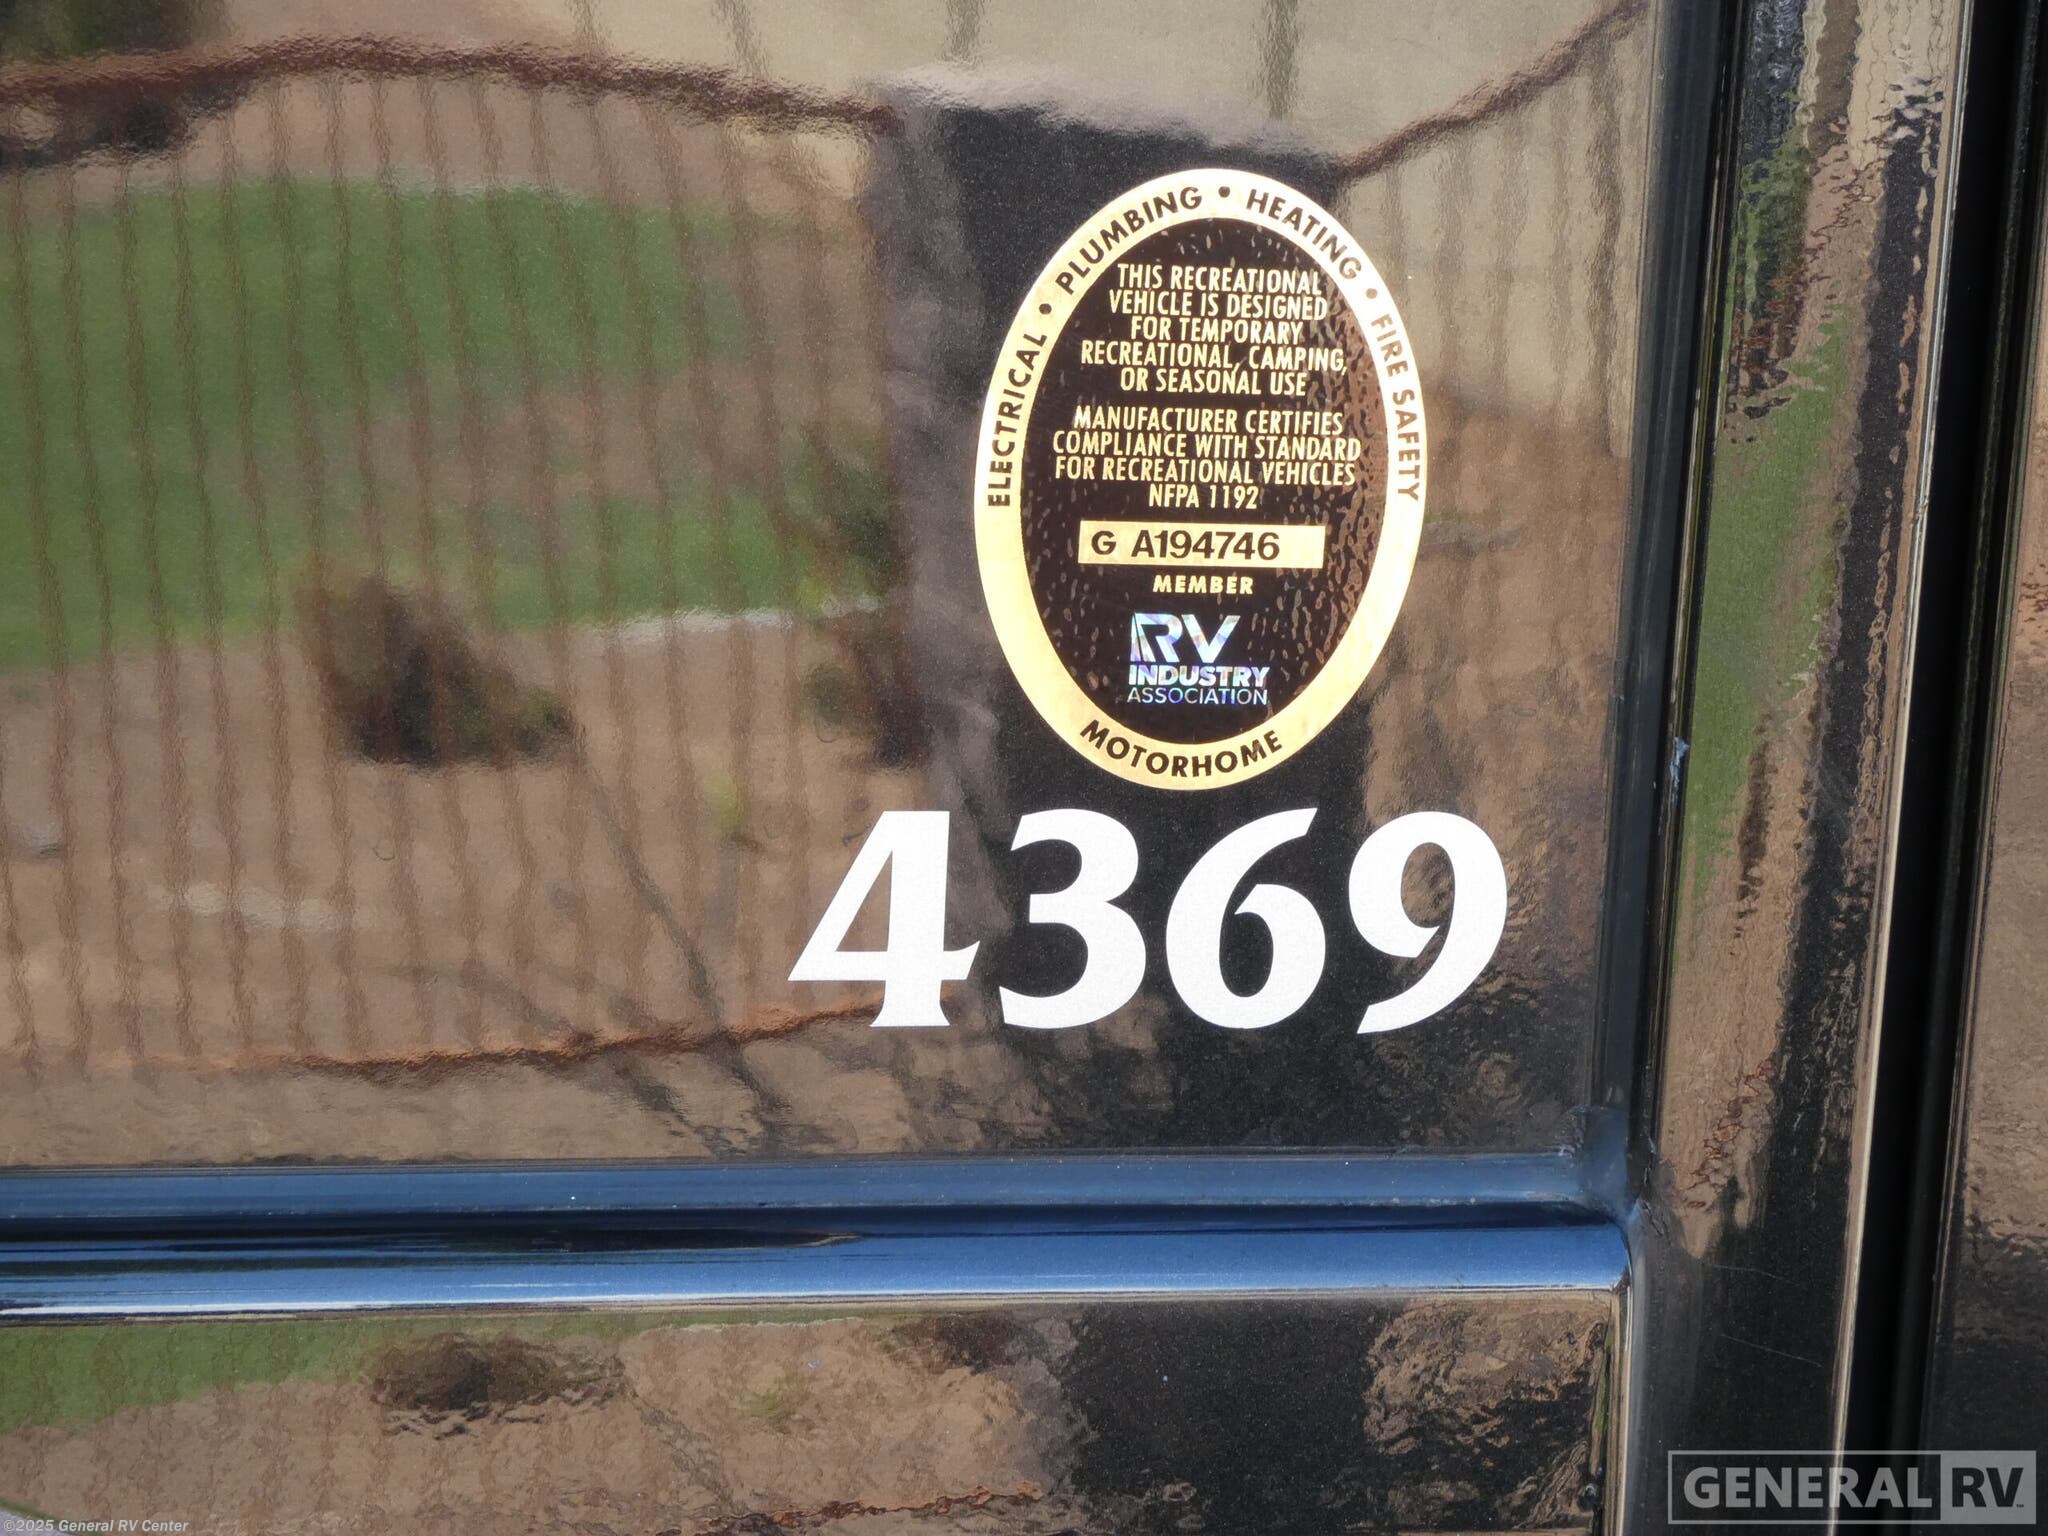 ELECTRICAL • PLUMBING • HEATING • FIRE SAFETY
THIS RECREATIONAL
VEHICLE IS DESIGNED
FOR TEMPORARY
RECREATIONAL, CAMPING,
OR SEASONAL USE
MANUFACTURER CERTIFIES
COMPLIANCE WITH STANDARD
FOR RECREATIONAL VEHICLES
NFPA 1192
G A194746
MEMBER
RV
INDUSTRY
ASSOCIATION
MOTORHOME
4369
GENERAL RV
©2025 General RV Center